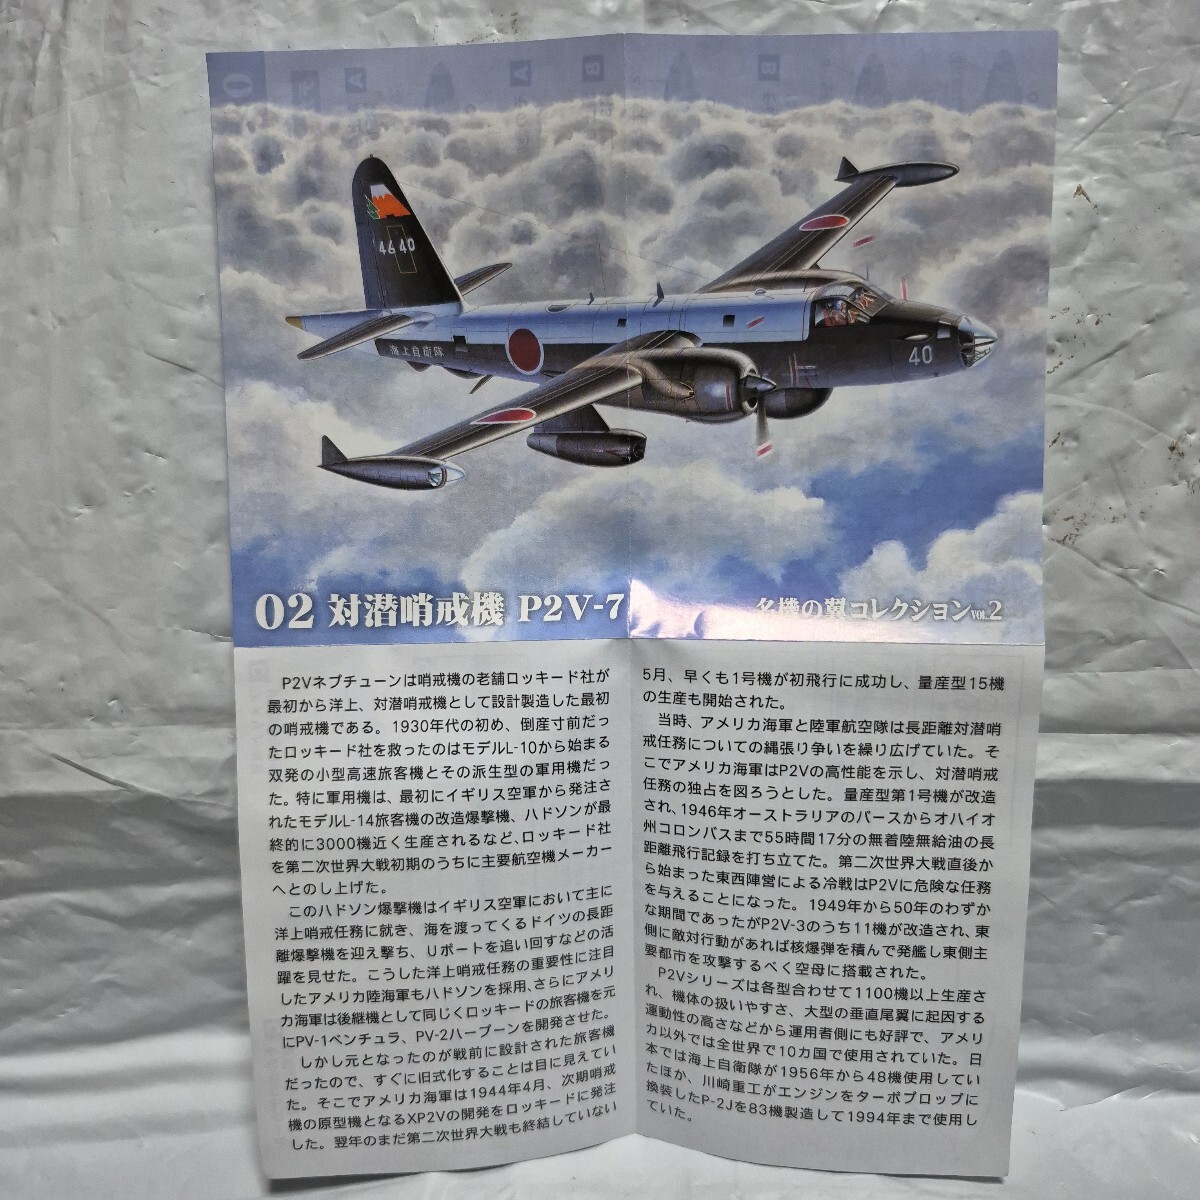 4640
海上自衛隊
40
02 対潜哨戒機 P2V-7
名機の翼コレクションVOL.2
P2Vネプチューンは哨戒機の老舗ロッキード社が
最初から洋上、対潜哨戒機として設計製造した最初
の哨戒機である。1930年代の初め、倒産寸前だっ
たロッキード社を救ったのはモデルL-10から始まる
双発の小型高速旅客機とその派生型の軍用機だっ
た。特に軍用機は、最初にイギリス空軍から発注さ
れたモデルL-14旅客機の改造爆撃機、ハドソンが最
終的に3000機近く生産されるなど、ロッキード社
を第二次世界大戦初期のうちに主要航空機メーカー
へとのし上げた。
このハドソン爆撃機はイギリス空軍において主に
洋上哨戒任務に就き、海を渡ってくるドイツの長距
離爆撃機を迎え撃ち、Uボートを追い回すなどの活
躍を見せた。こうした洋上哨戒任務の重要性に注目
したアメリカ陸海軍もハドソンを採用、さらにアメリ
カ海軍は後継機として同じくロッキードの旅客機を元
にPV-1ベンチュラ、PV-2ハープーンを開発させた。
しかし元となったのが戦前に設計された旅客機
だったので、すぐに旧式化することは目に見えてい
た。そこでアメリカ海軍は1944年4月、次期哨戒
機の原型機となるXP2Vの開発をロッキードに発注
した。翌年のまだ第二次世界大戦も終結していない
5月、早くも1号機が初飛行に成功し、量産型15機
の生産も開始された。
当時、アメリカ海軍と陸軍航空隊は長距離対潜哨
戒任務についての縄張り争いを繰り広げていた。そ
こでアメリカ海軍はP2Vの高性能を示し、対潜哨戒
任務の独占を図ろうとした。量産型第1号機が改造
され、1946年オーストラリアのパースからオハイオ
州コロンバスまで55時間17分の無着陸無給油の長
距離飛行記録を打ち立てた。第二次世界大戦直後か
ら始まった東西陣営による冷戦はP2Vに危険な任務
を与えることになった。1949年から50年のわずか
な期間であったがP2V-3のうち11機が改造され、東
側に敵対行動があれば核爆弾を積んで発艦し東側主
要都市を攻撃するべく空母に搭載された。
P2Vシリーズは各型合わせて1100機以上生産さ
れ、機体の扱いやすさ、大型の垂直尾翼に起因する
運動性の高さなどから運用者側にも好評で、アメリ
カ以外では全世界で10カ国で使用されていた。日
本では海上自衛隊が1956年から48機使用してい
たほか、川崎重工がエンジンをターボプロップに
換装したP-2Jを83機製造して1994年まで使用し
ていた。